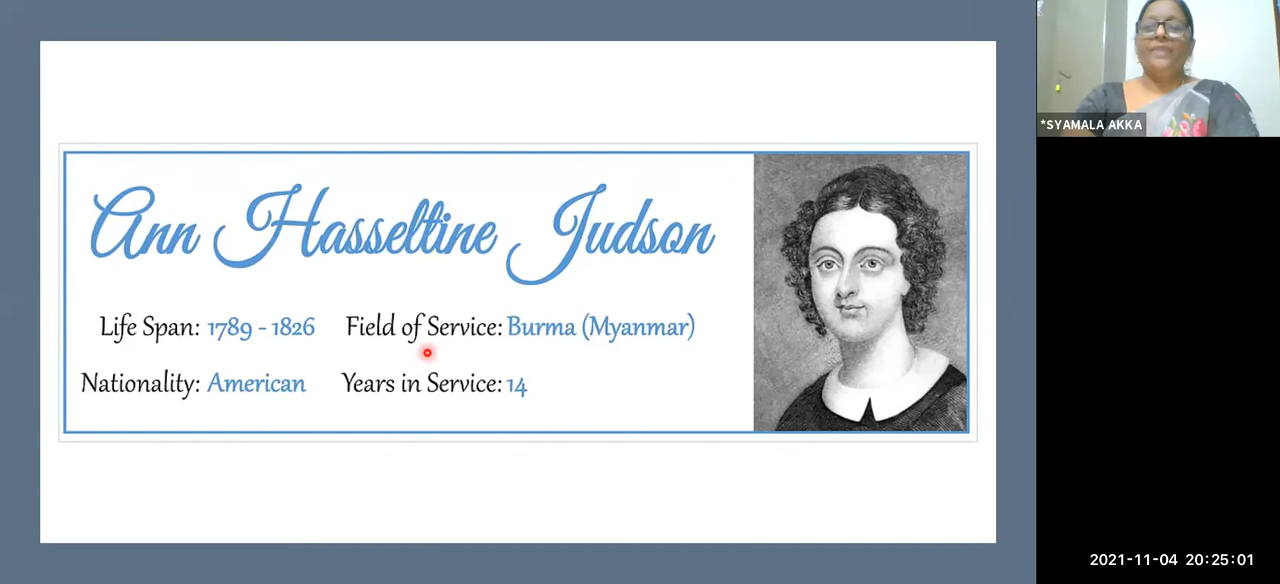 Ann Hasseltine Judson
Life Span: 1789 - 1826 Field of Service: Burma (Myanmar)
Nationality: American Years in Service: 14
*SYAMALA AKKA
2021-11-04 20:25:01